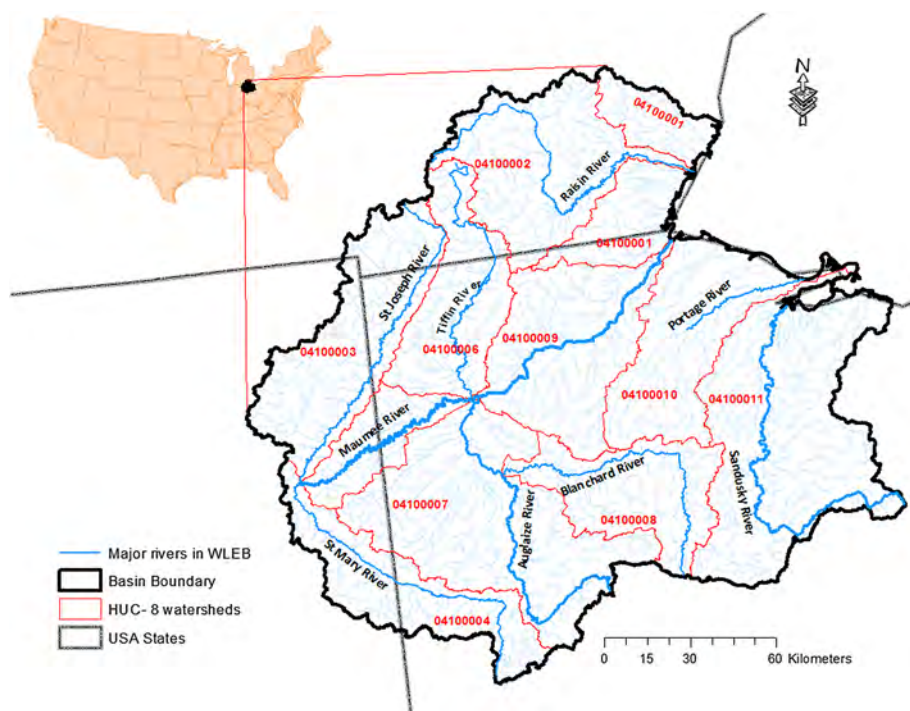 N
04100001
04100002
Raisin River
04100001
St Joseph River
Tiffin River
Portage River
04100003
04100006
04100009
04100010
04100011
Maumee River
Blanchard River
Sandusky River
04100007
Auglaize River
04100008
St Mary River
04100004
Major rivers in WLEB
Basin Boundary
HUC- 8 watersheds
USA States
0 15 30 60 Kilometers